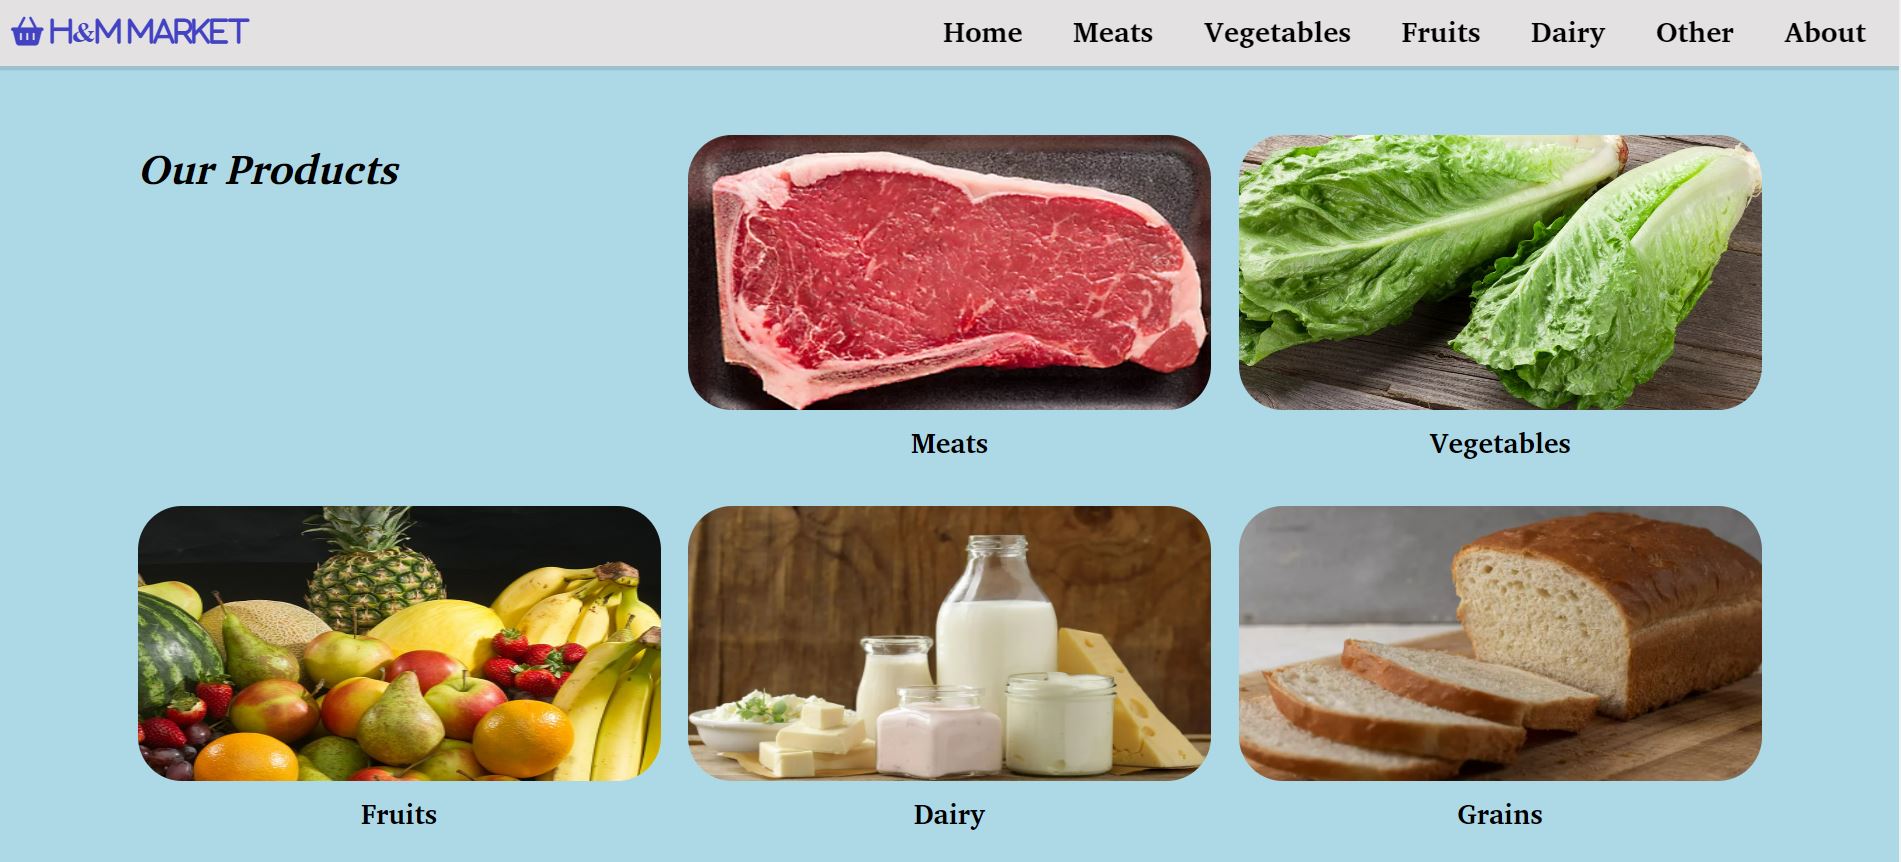 H&M MARKET
Home Meats Vegetables Fruits Dairy Other About
Our Products
Meats
Vegetables
Fruits
Dairy
Grains